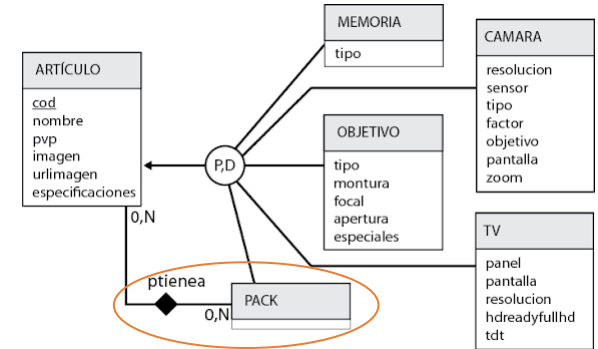 MEMORIA
tipo
CAMARA
resolucion
sensor
tipo
factor
objetivo
pantalla
zoom
ARTÍCULO
cod
nombre
pvp
imagen
urlimagen
especificaciones
P,D
OBJETIVO
tipo
montura
focal
apertura
especiales
0,N
ptienea
0,N
PACK
TV
panel
pantalla
resolucion
hdreadyfullhd
tdt